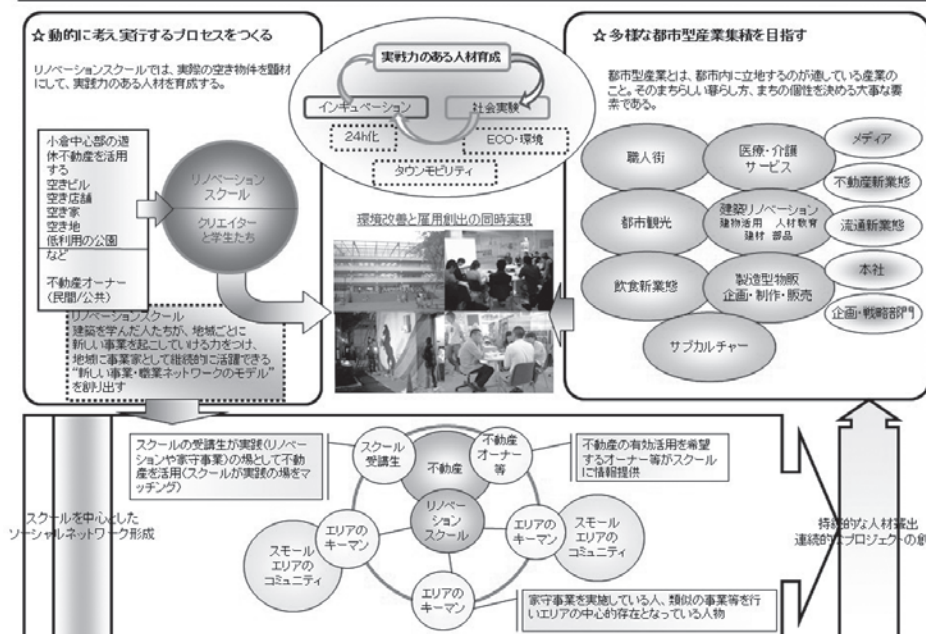 ☆動的に考え実行するプロセスをつくる
リノベーションスクールでは、実際の空き物件を題材
にして、実践力のある人材を育成する。
小倉中心部の遊
休不動産を活用
する
空きビル
空き店舗
空き家
空き地
低利用の公園
など
不動産オーナー
(民間/公共)
リノベーション
スクール
クリエイター
と学生たち
リノベーションスクール
建築を学んだ人たちが、地域ごとに
新しい事業を起こしていける力をつけ、
地域に事業家として継続的に活躍できる
“新しい事業・職業ネットワークのモデル”
を創り出す
実戦力のある人材育成
インキュベーション
社会実験
24h化
ECO・環境
タウンモビリティ
環境改善と雇用創出の同時実現
☆多様な都市型産業集積を目指す
都市型産業とは、都市内に立地するのが適している産業の
こと。そのまちらしい暮らし方、まちの個性を決める大事な要
素である。
職人街
医療・介護
サービス
メディア
不動産新業態
都市観光
建築リノベーション
建物活用 人材教育
建材 部品
流通新業態
飲食新業態
製造型物販
企画・制作・販売
本社
企画・戦略部門
サブカルチャー
スクールを中心とした
ソーシャルネットワーク形成
スクールの受講生が実践(リノベー
ションや家守事業)の場として不動
産を活用(スクールが実践の場をマ
ッチング)
スクール
受講生
不動産
不動産
オーナー
等
不動産の有効活用を希望
するオーナー等がスクール
に情報提供
リノベー
ション
スクール
エリアの
キーマン
エリアの
キーマン
スモール
エリアの
コミュニティ
スモール
エリアの
コミュニティ
エリアの
キーマン
家守事業を実施している人、類似の事業等を行
いエリアの中心的存在となっている人物
持続的な人材輩出
連続的なプロジェクトの創